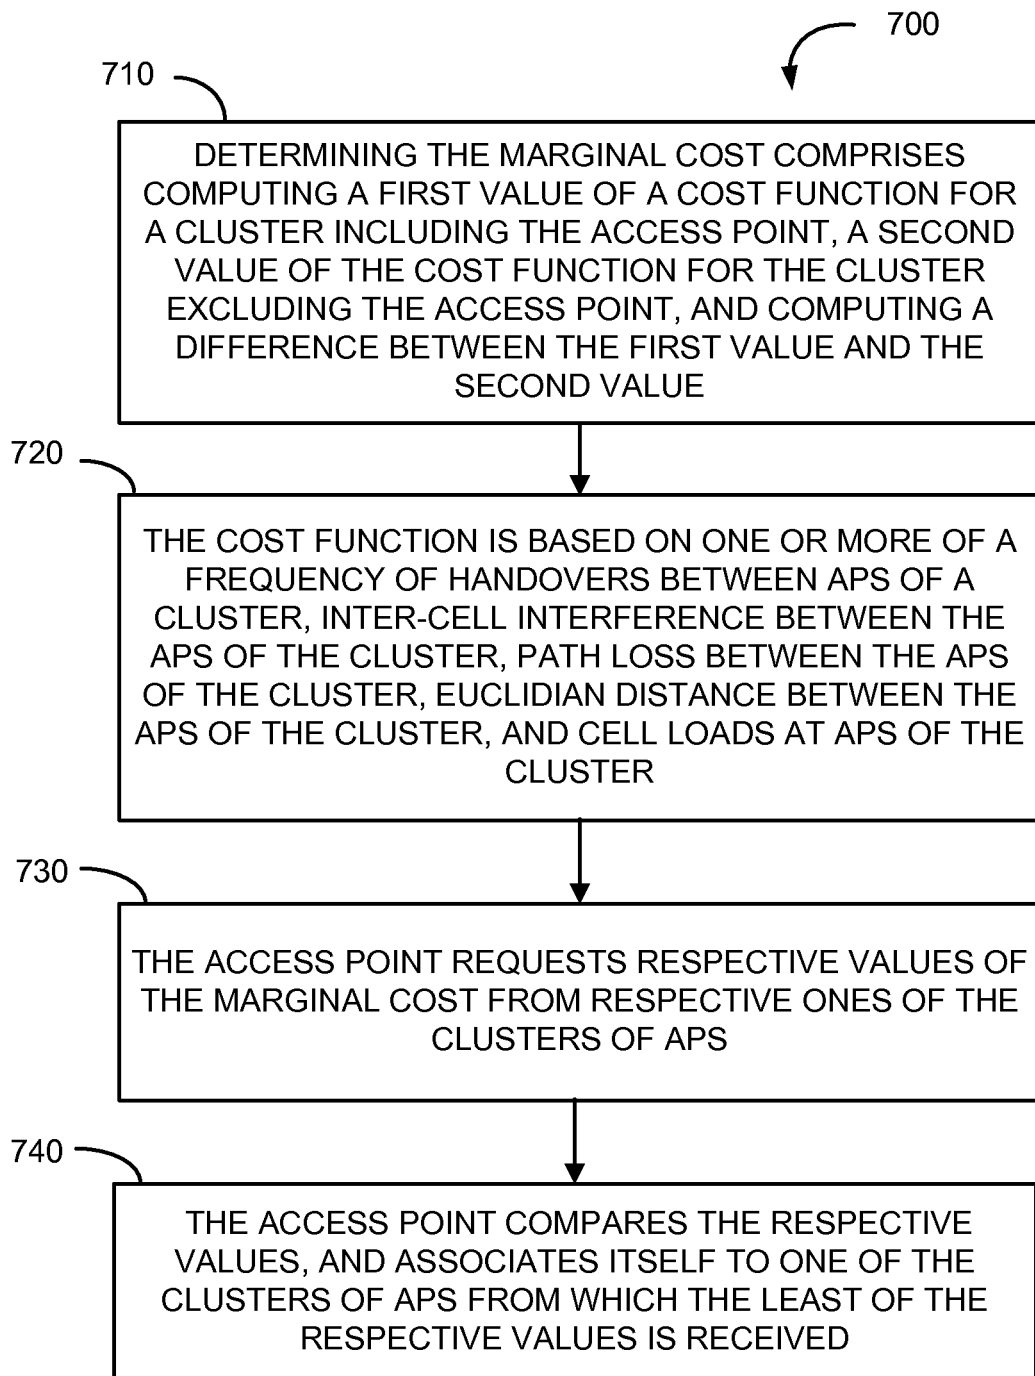 700
710
DETERMINING THE MARGINAL COST COMPRISES
COMPUTING A FIRST VALUE OF A COST FUNCTION FOR
A CLUSTER INCLUDING THE ACCESS POINT, A SECOND
VALUE OF THE COST FUNCTION FOR THE CLUSTER
EXCLUDING THE ACCESS POINT, AND COMPUTING A
DIFFERENCE BETWEEN THE FIRST VALUE AND THE
SECOND VALUE
720
THE COST FUNCTION IS BASED ON ONE OR MORE OF A
FREQUENCY OF HANDOVERS BETWEEN APS OF A
CLUSTER, INTER-CELL INTERFERENCE BETWEEN THE
APS OF THE CLUSTER, PATH LOSS BETWEEN THE APS
OF THE CLUSTER, EUCLIDIAN DISTANCE BETWEEN THE
APS OF THE CLUSTER, AND CELL LOADS AT APS OF THE
CLUSTER
730
THE ACCESS POINT REQUESTS RESPECTIVE VALUES OF
THE MARGINAL COST FROM RESPECTIVE ONES OF THE
CLUSTERS OF APS
740
THE ACCESS POINT COMPARES THE RESPECTIVE
VALUES, AND ASSOCIATES ITSELF TO ONE OF THE
CLUSTERS OF APS FROM WHICH THE LEAST OF THE
RESPECTIVE VALUES IS RECEIVED